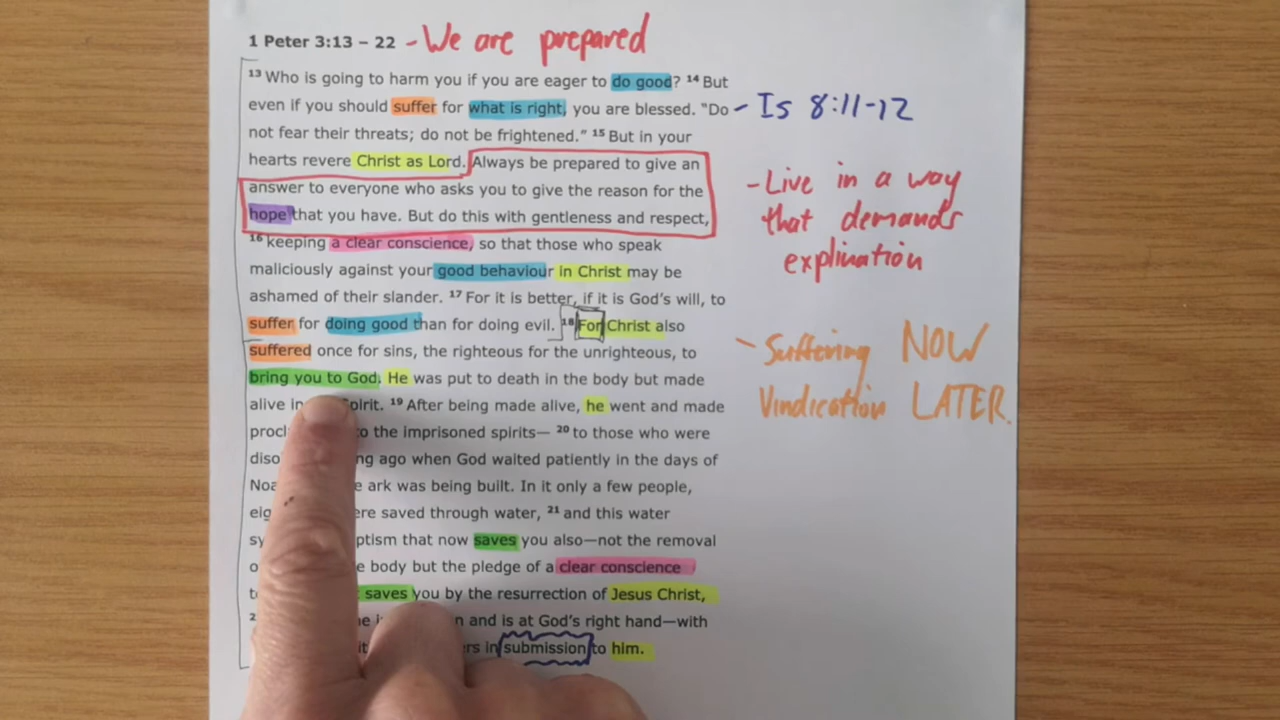 1 Peter 3:13 – 22 - We are prepared
13 Who is going to harm you if you are eager to do good? 14 But
even if you should suffer for what is right, you are blessed. "Do - Is 8:11-12
not fear their threats; do not be frightened." 15 But in your
hearts revere Christ as Lord. Always be prepared to give an
answer to everyone who asks you to give the reason for the
hope that you have. But do this with gentleness and respect,
16 keeping a clear conscience, so that those who speak
maliciously against your good behaviour in Christ may be
ashamed of their slander. 17 For it is better, if it is God's will, to
suffer for doing good than for doing evil. 18 For Christ also
suffered once for sins, the righteous for the unrighteous, to
bring you to God. He was put to death in the body but made
alive in Spirit. 19 After being made alive, he went and made
to the imprisoned spirits— 20 to those who were
ago when God waited patiently in the days of
ark was being built. In it only a few people,
saved through water, 21 and this water
now saves you also—not the removal
body but the pledge of a clear conscience
saves you by the resurrection of Jesus Christ,
and is at God's right hand—with
in submission to him.
- Live in a way
that demands
explination
- Suffering NOW
Vindication LATER.